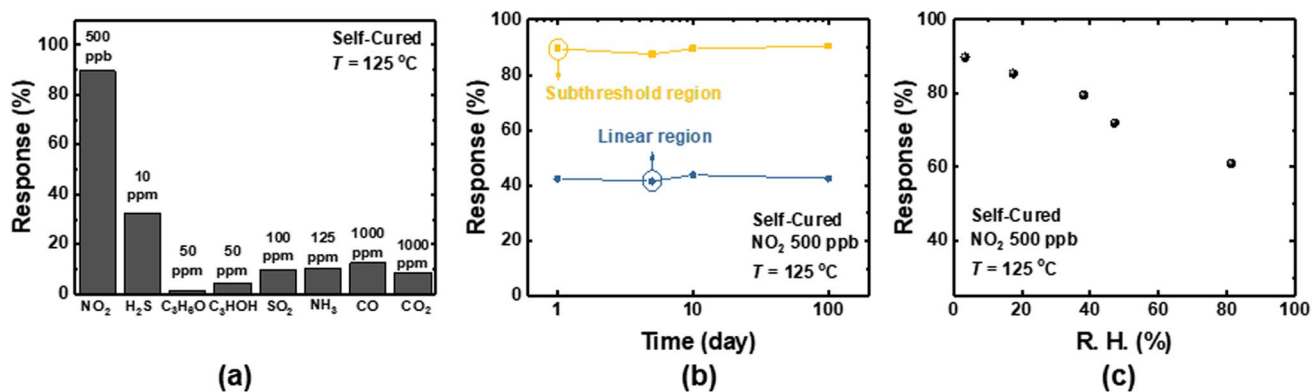 Response (%)
100
80
60
40
20
0
500
ppb
10
ppm
50
ppm
50
ppm
100
ppm
125
ppm
1000
ppm
1000
ppm
Self-Cured
T = 125 °C
NO₂ H₂S C₃H₆O C₃HOH SO₂ NH₃ CO CO₂
(a)
Response (%)
100
80
60
40
20
0
Subthreshold region
Linear region
Self-Cured
NO₂ 500 ppb
T = 125 °C
1 10 100
Time (day)
(b)
Response (%)
100
80
60
40
Self-Cured
NO₂ 500 ppb
T = 125 °C
0 20 40 60 80 100
R. H. (%)
(c)